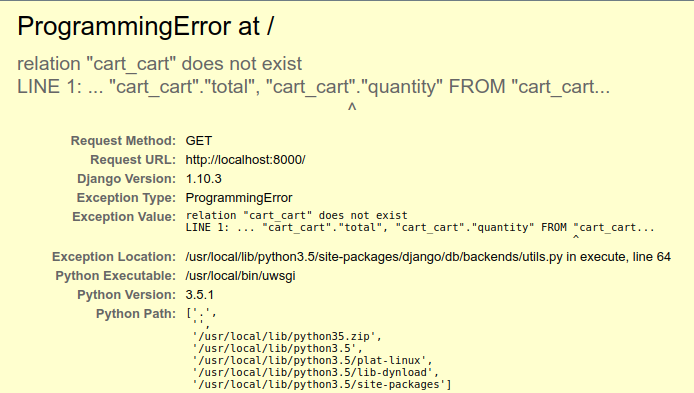 ProgrammingError at /
relation "cart_cart" does not exist
LINE 1: ... "cart_cart"."total", "cart_cart"."quantity" FROM "cart_cart...
^
Request Method: GET
Request URL: http://localhost:8000/
Django Version: 1.10.3
Exception Type: ProgrammingError
Exception Value: relation "cart_cart" does not exist
LINE 1: ... "cart_cart"."total", "cart_cart"."quantity" FROM "cart_cart...
^
Exception Location: /usr/local/lib/python3.5/site-packages/django/db/backends/utils.py in execute, line 64
Python Executable: /usr/local/bin/uwsgi
Python Version: 3.5.1
Python Path: ['.',
'',
'/usr/local/lib/python35.zip',
'/usr/local/lib/python3.5',
'/usr/local/lib/python3.5/plat-linux',
'/usr/local/lib/python3.5/lib-dynload',
'/usr/local/lib/python3.5/site-packages']